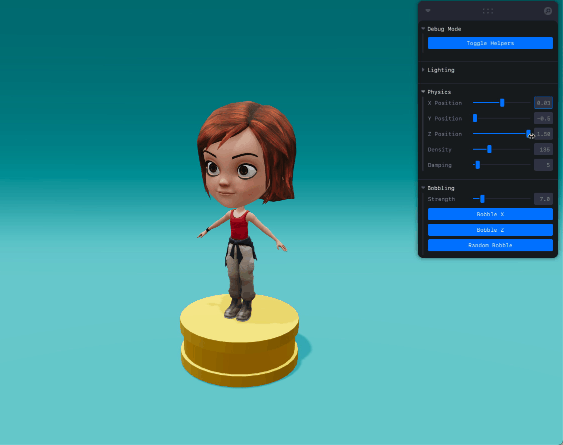 Debug Mode
Toggle Helpers
Lighting
Physics
X Position 0.03
Y Position -0.5
Z Position 1.50
Density
Damping 5
Bobbling
Strength 7.0
Bobble X
Bobble Z
Random Bobble